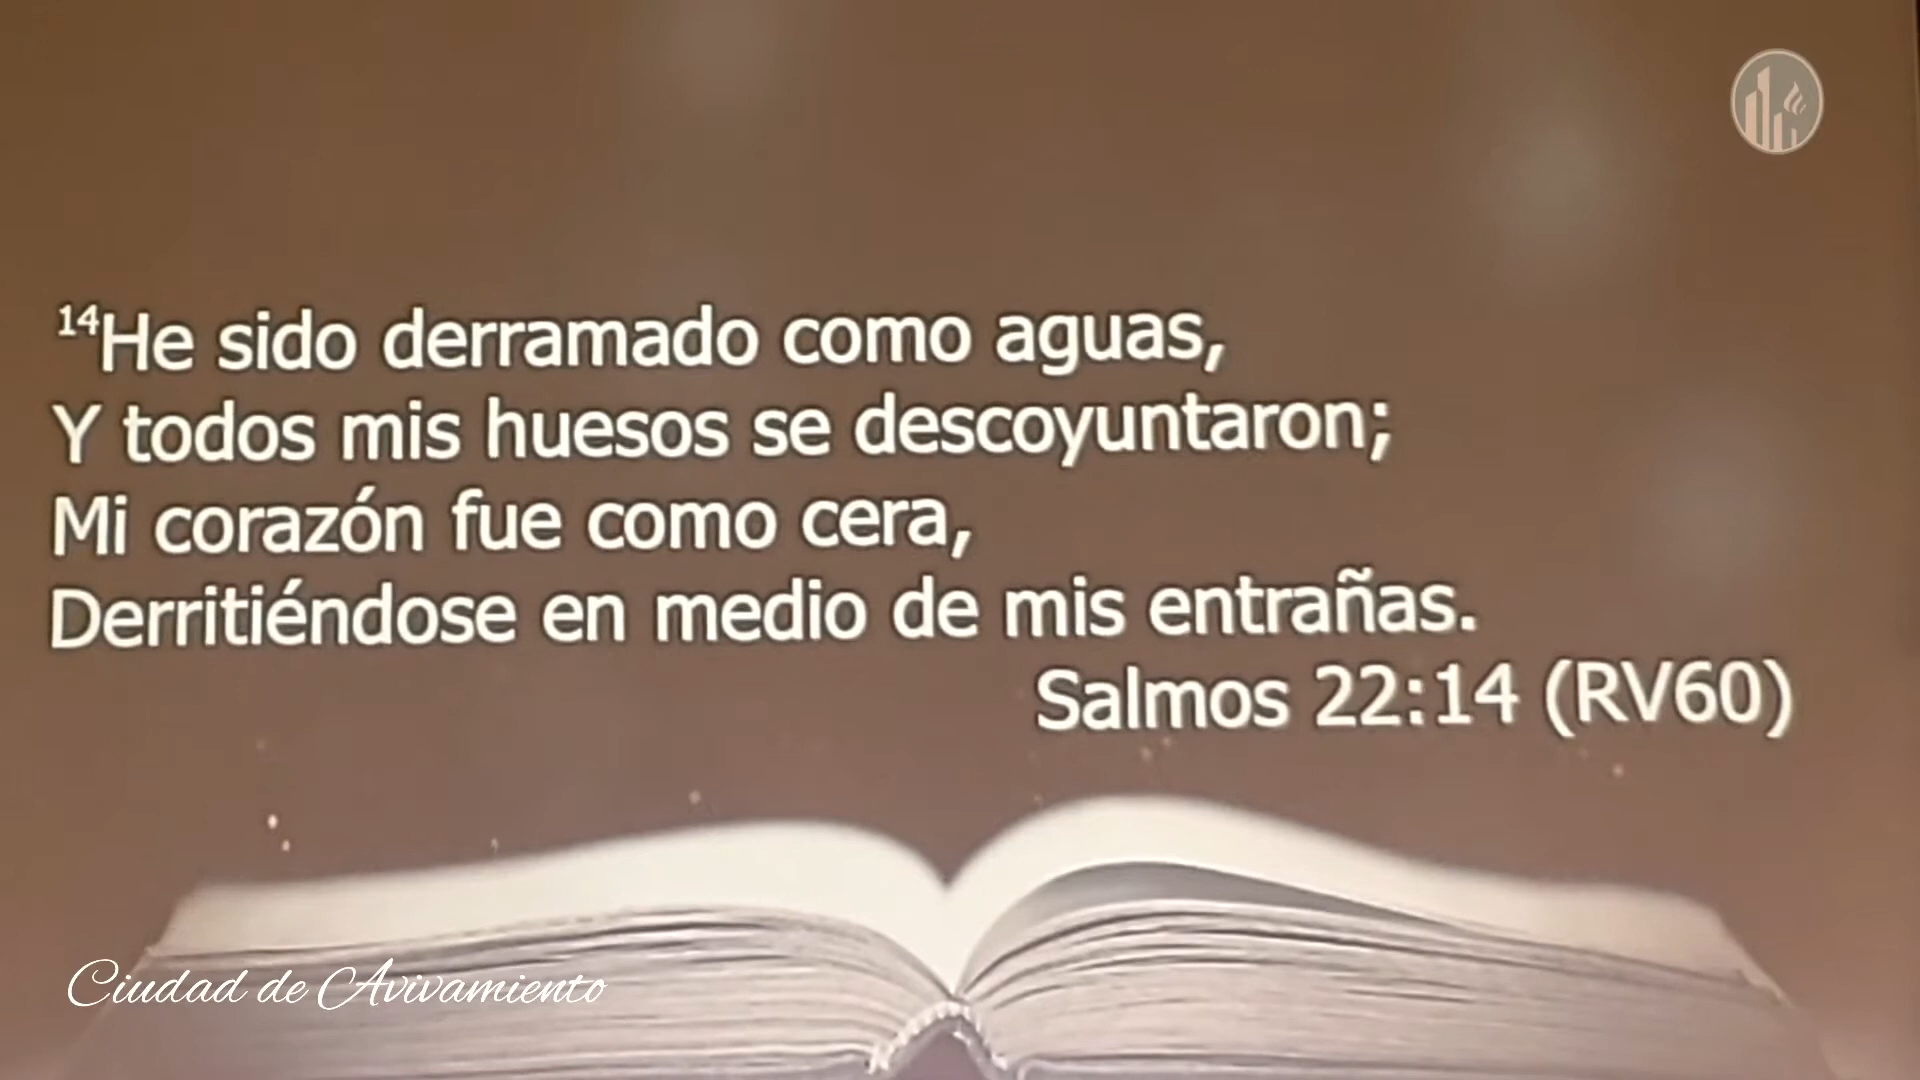 ¹⁴He sido derramado como aguas,
Y todos mis huesos se descoyuntaron;
Mi corazón fue como cera,
Derritiéndose en medio de mis entrañas.
Salmos 22:14 (RV60)
Ciudad de Avivamiento